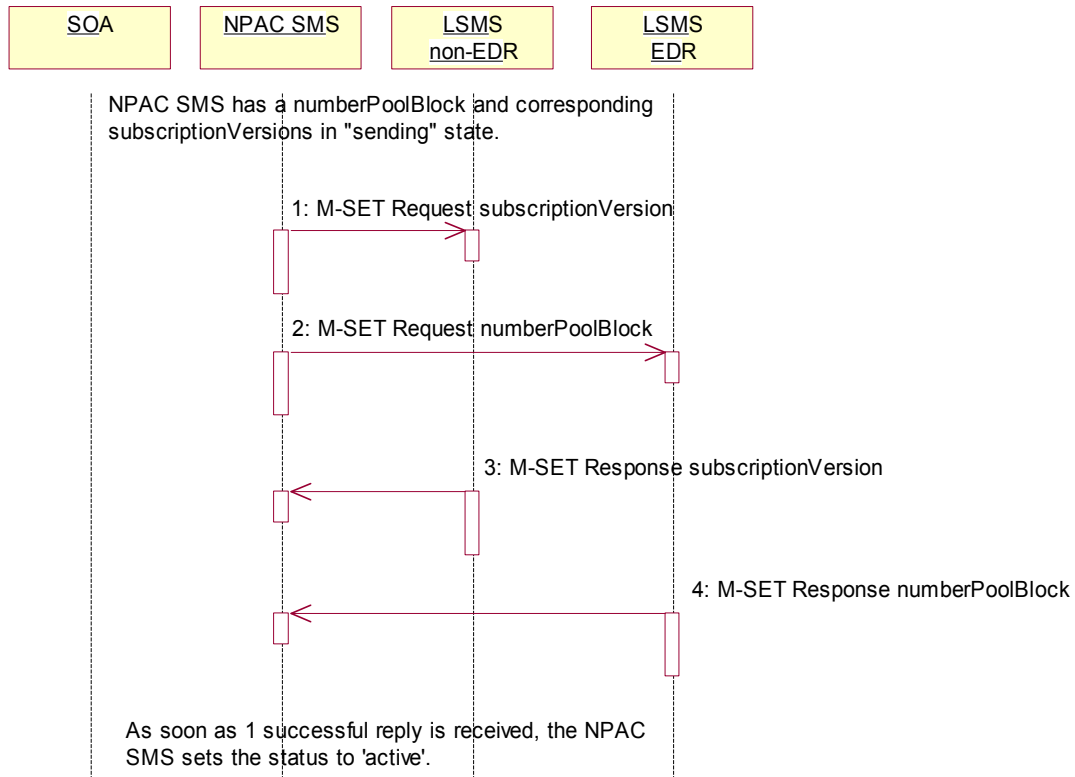 SOA
NPAC SMS
LSMS
non-EDR
LSMS
EDR
NPAC SMS has a numberPoolBlock and corresponding
subscriptionVersions in "sending" state.
1: M-SET Request subscriptionVersion
2: M-SET Request numberPoolBlock
3: M-SET Response subscriptionVersion
4: M-SET Response numberPoolBlock
As soon as 1 successful reply is received, the NPAC
SMS sets the status to 'active'.